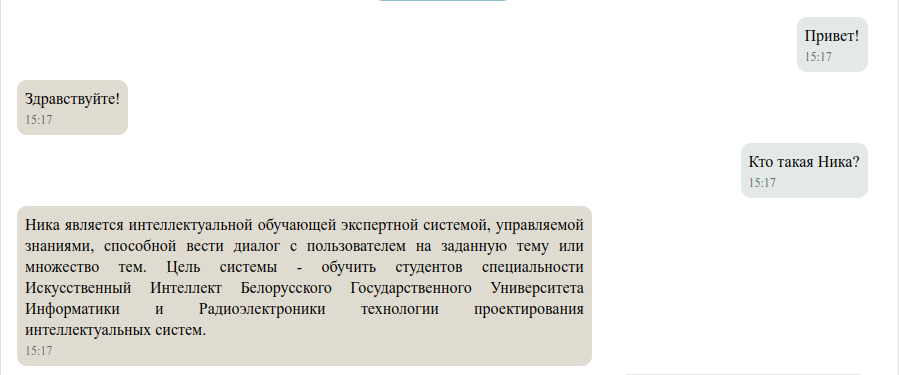 Привет!
15:17
Здравствуйте!
15:17
Кто такая Ника?
15:17
Ника является интеллектуальной обучающей экспертной системой, управляемой
знаниями, способной вести диалог с пользователем на заданную тему или
множество тем. Цель системы - обучить студентов специальности
Искусственный Интеллект Белорусского Государственного Университета
Информатики и Радиоэлектроники технологии проектирования
интеллектуальных систем.
15:17